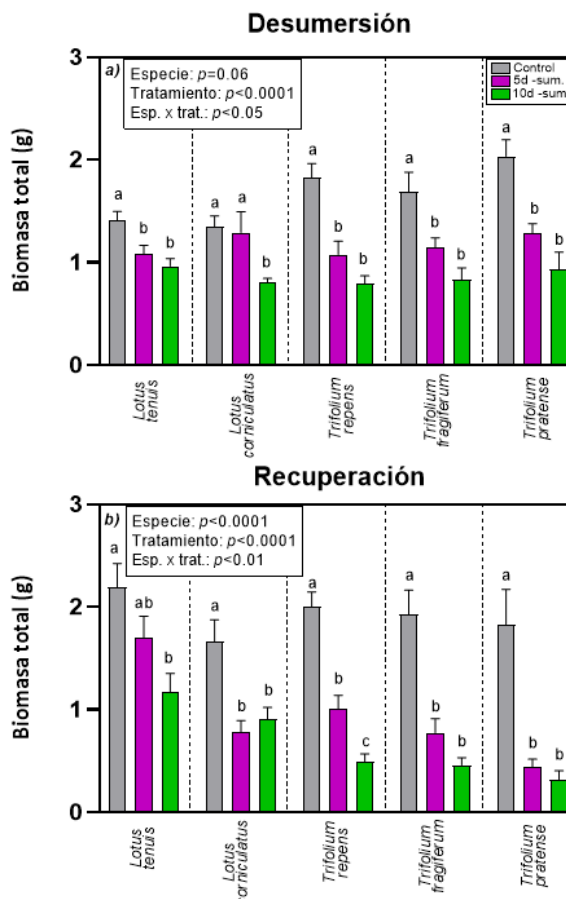 Desumersión
Biomasa total (g)
3
2
1
0
a)
Especie: p=0.06
Tratamiento: p<0.0001
Esp. x trat.: p<0.05
Control
5d -sum.
10d -sum
a
b
b
a
a
b
a
b
b
a
b
b
a
b
b
Lotus
tenuis
Lotus
corniculatus
Trifolium
repens
Trifolium
fragiferum
Trifolium
pratense
Recuperación
Biomasa total (g)
3
2
1
0
b)
Especie: p<0.0001
Tratamiento: p<0.0001
Esp. x trat.: p<0.01
a
ab
b
a
b
b
a
b
c
a
b
b
a
b
b
Lotus
tenuis
Lotus
corniculatus
Trifolium
repens
Trifolium
fragiferum
Trifolium
pratense